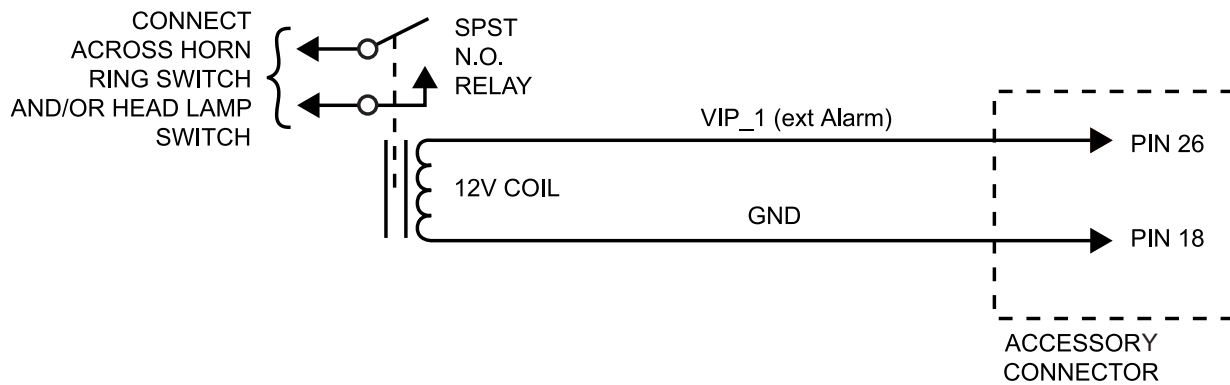 CONNECT
ACROSS HORN
RING SWITCH
AND/OR HEAD LAMP
SWITCH
SPST
N.O.
RELAY
VIP_1 (ext Alarm)
PIN 26
12V COIL
GND
PIN 18
ACCESSORY
CONNECTOR